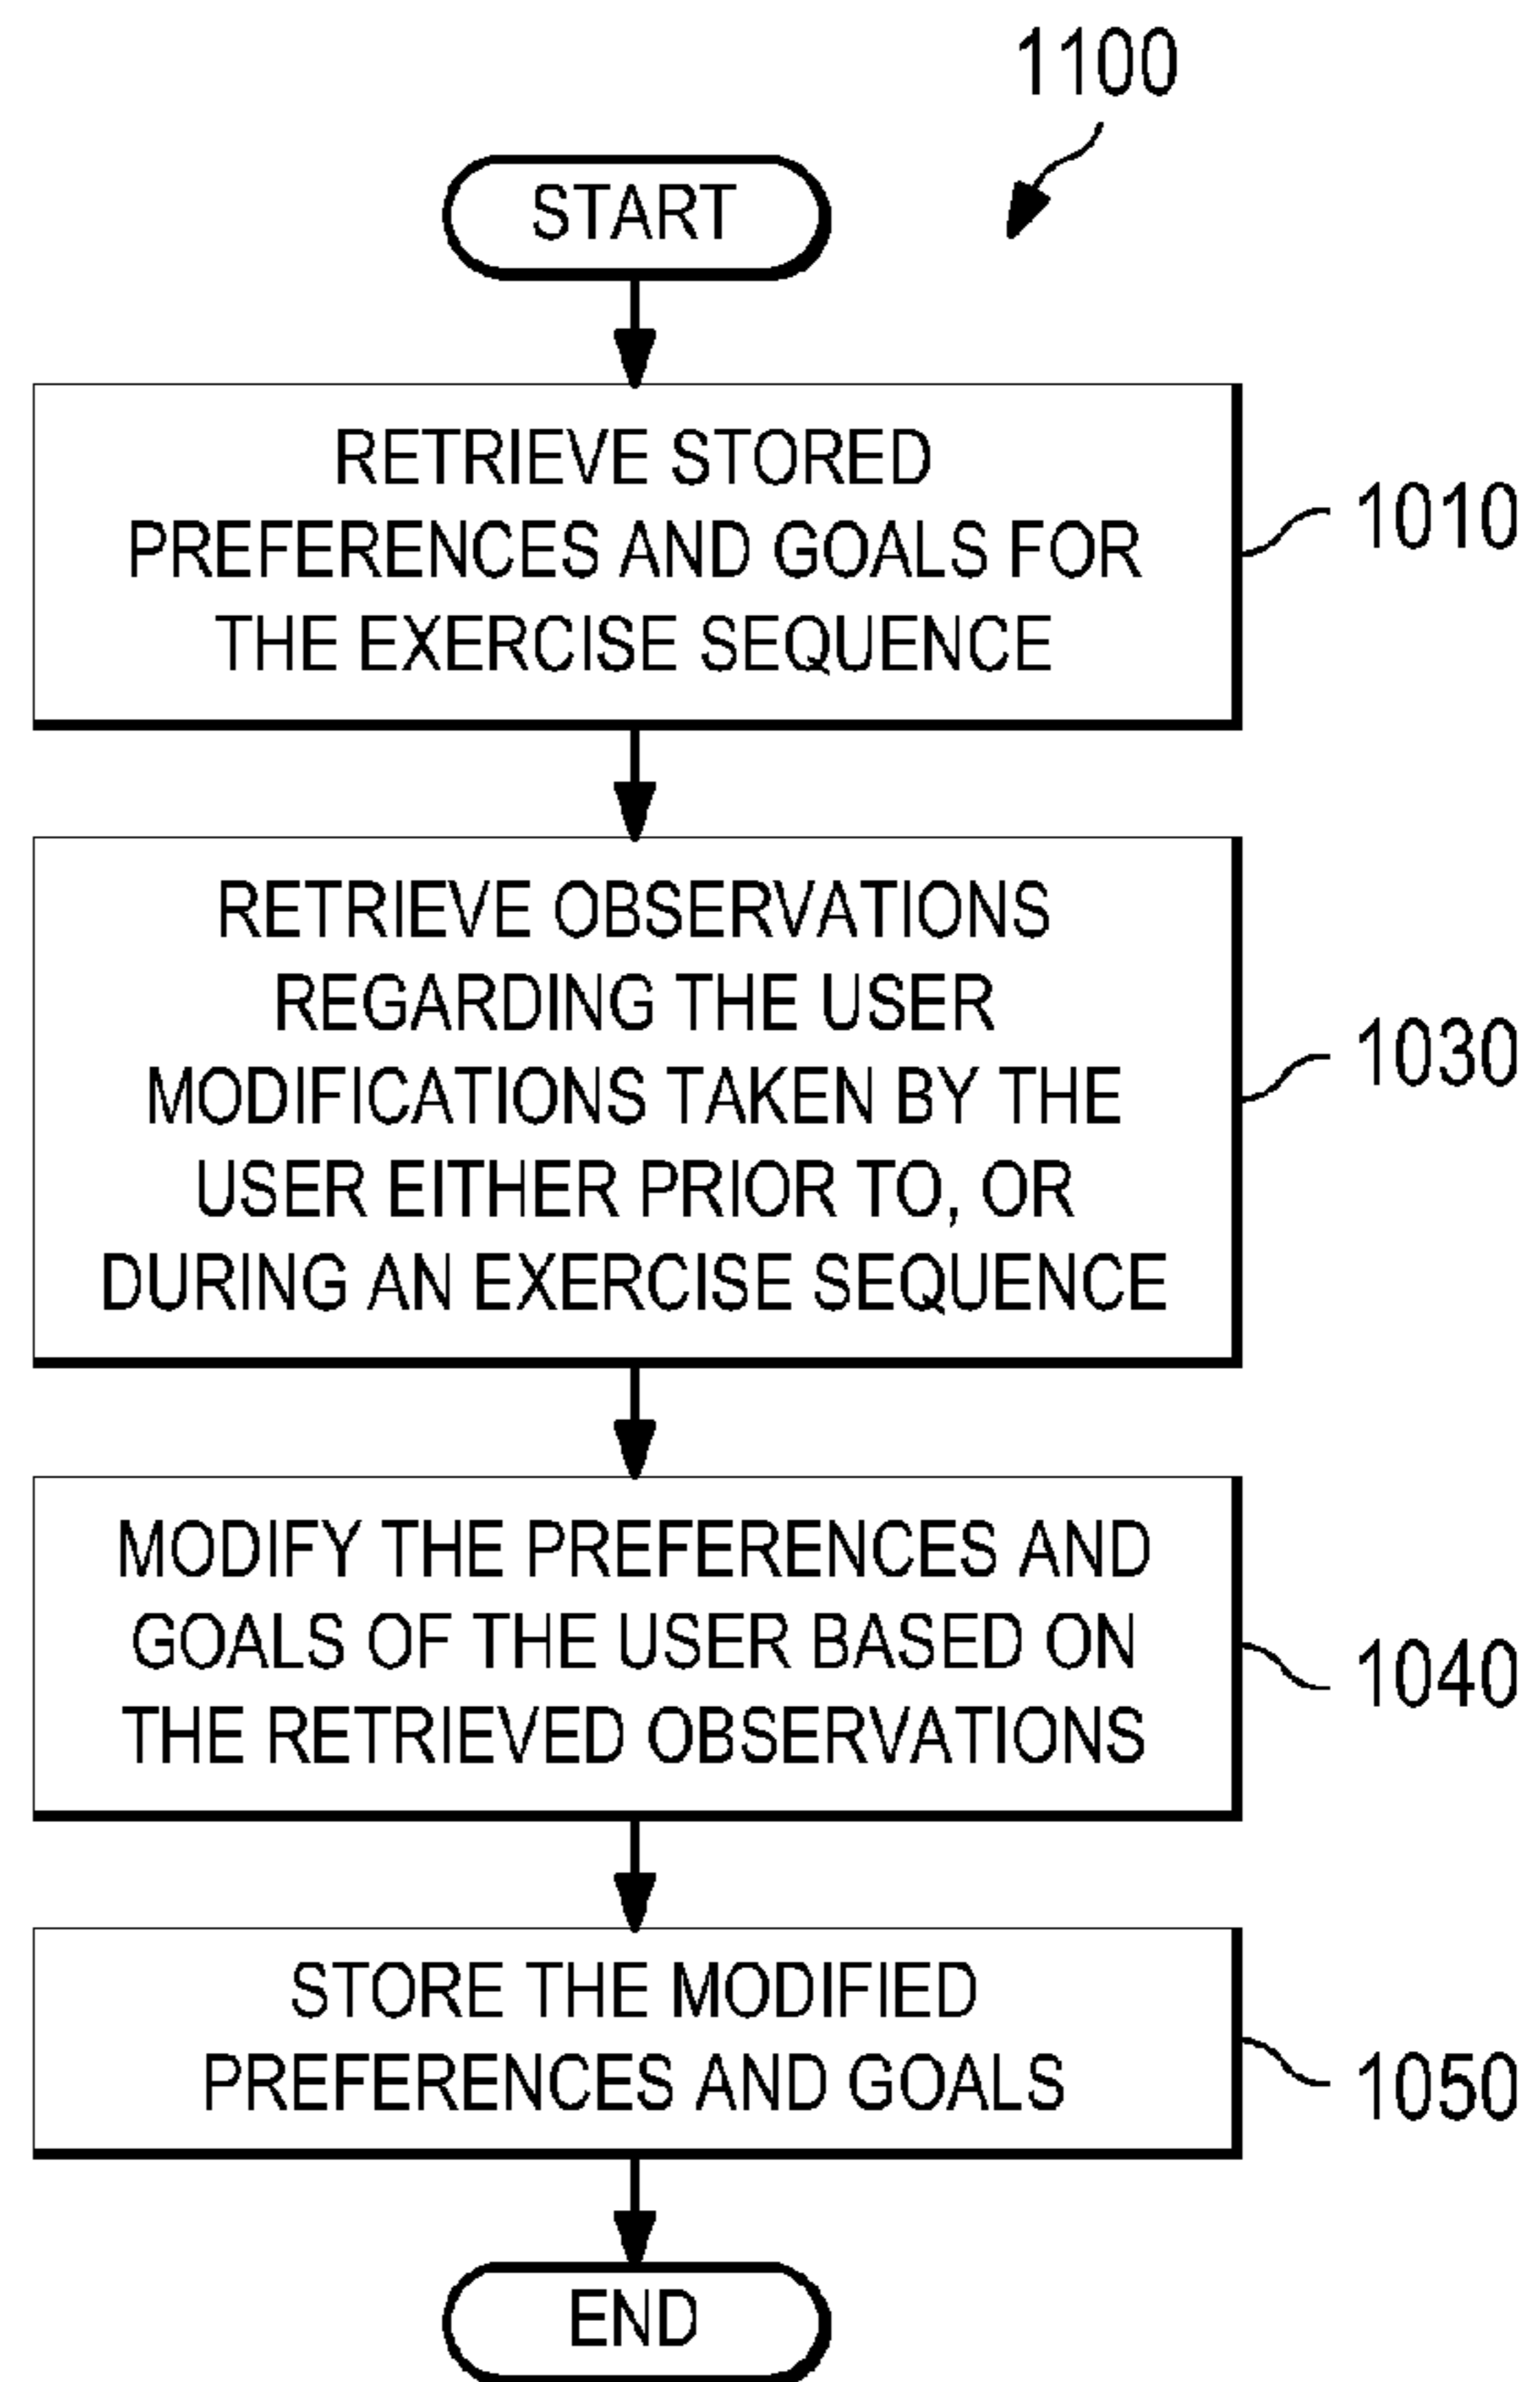 1100
START
RETRIEVE STORED
PREFERENCES AND GOALS FOR
THE EXERCISE SEQUENCE
1010
RETRIEVE OBSERVATIONS
REGARDING THE USER
MODIFICATIONS TAKEN BY THE
USER EITHER PRIOR TO, OR
DURING AN EXERCISE SEQUENCE
1030
MODIFY THE PREFERENCES AND
GOALS OF THE USER BASED ON
THE RETRIEVED OBSERVATIONS
1040
STORE THE MODIFIED
PREFERENCES AND GOALS
1050
END